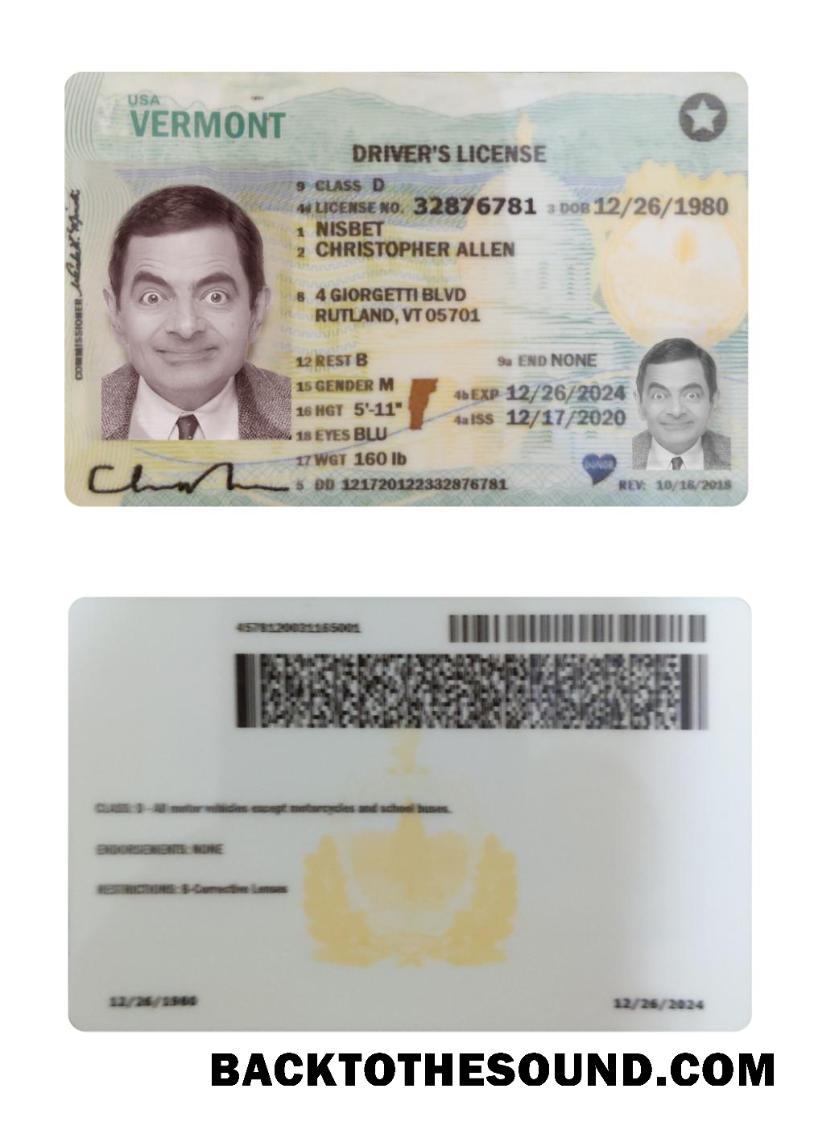 USA
VERMONT
DRIVER'S LICENSE
9 CLASS D
4d LICENSE NO. 32876781 3 DOB 12/26/1980
1 NISBET
2 CHRISTOPHER ALLEN
8 4 GIORGETTI BLVD
RUTLAND, VT 05701
12 REST B 9a END NONE
15 GENDER M 4b EXP 12/26/2024
16 HGT 5'-11" 4a ISS 12/17/2020
18 EYES BLU
17 WGT 160 lb
5 DD 121720122332876781
DONOR
REV: 10/16/2018
COMMISSIONER
4578120031165001
CLASS: D - All motor vehicles except motorcycles and school buses.
ENDORSEMENTS: NONE
RESTRICTIONS: B-Corrective Lenses
12/26/1980 12/26/2024
BACKTOTHESOUND.COM